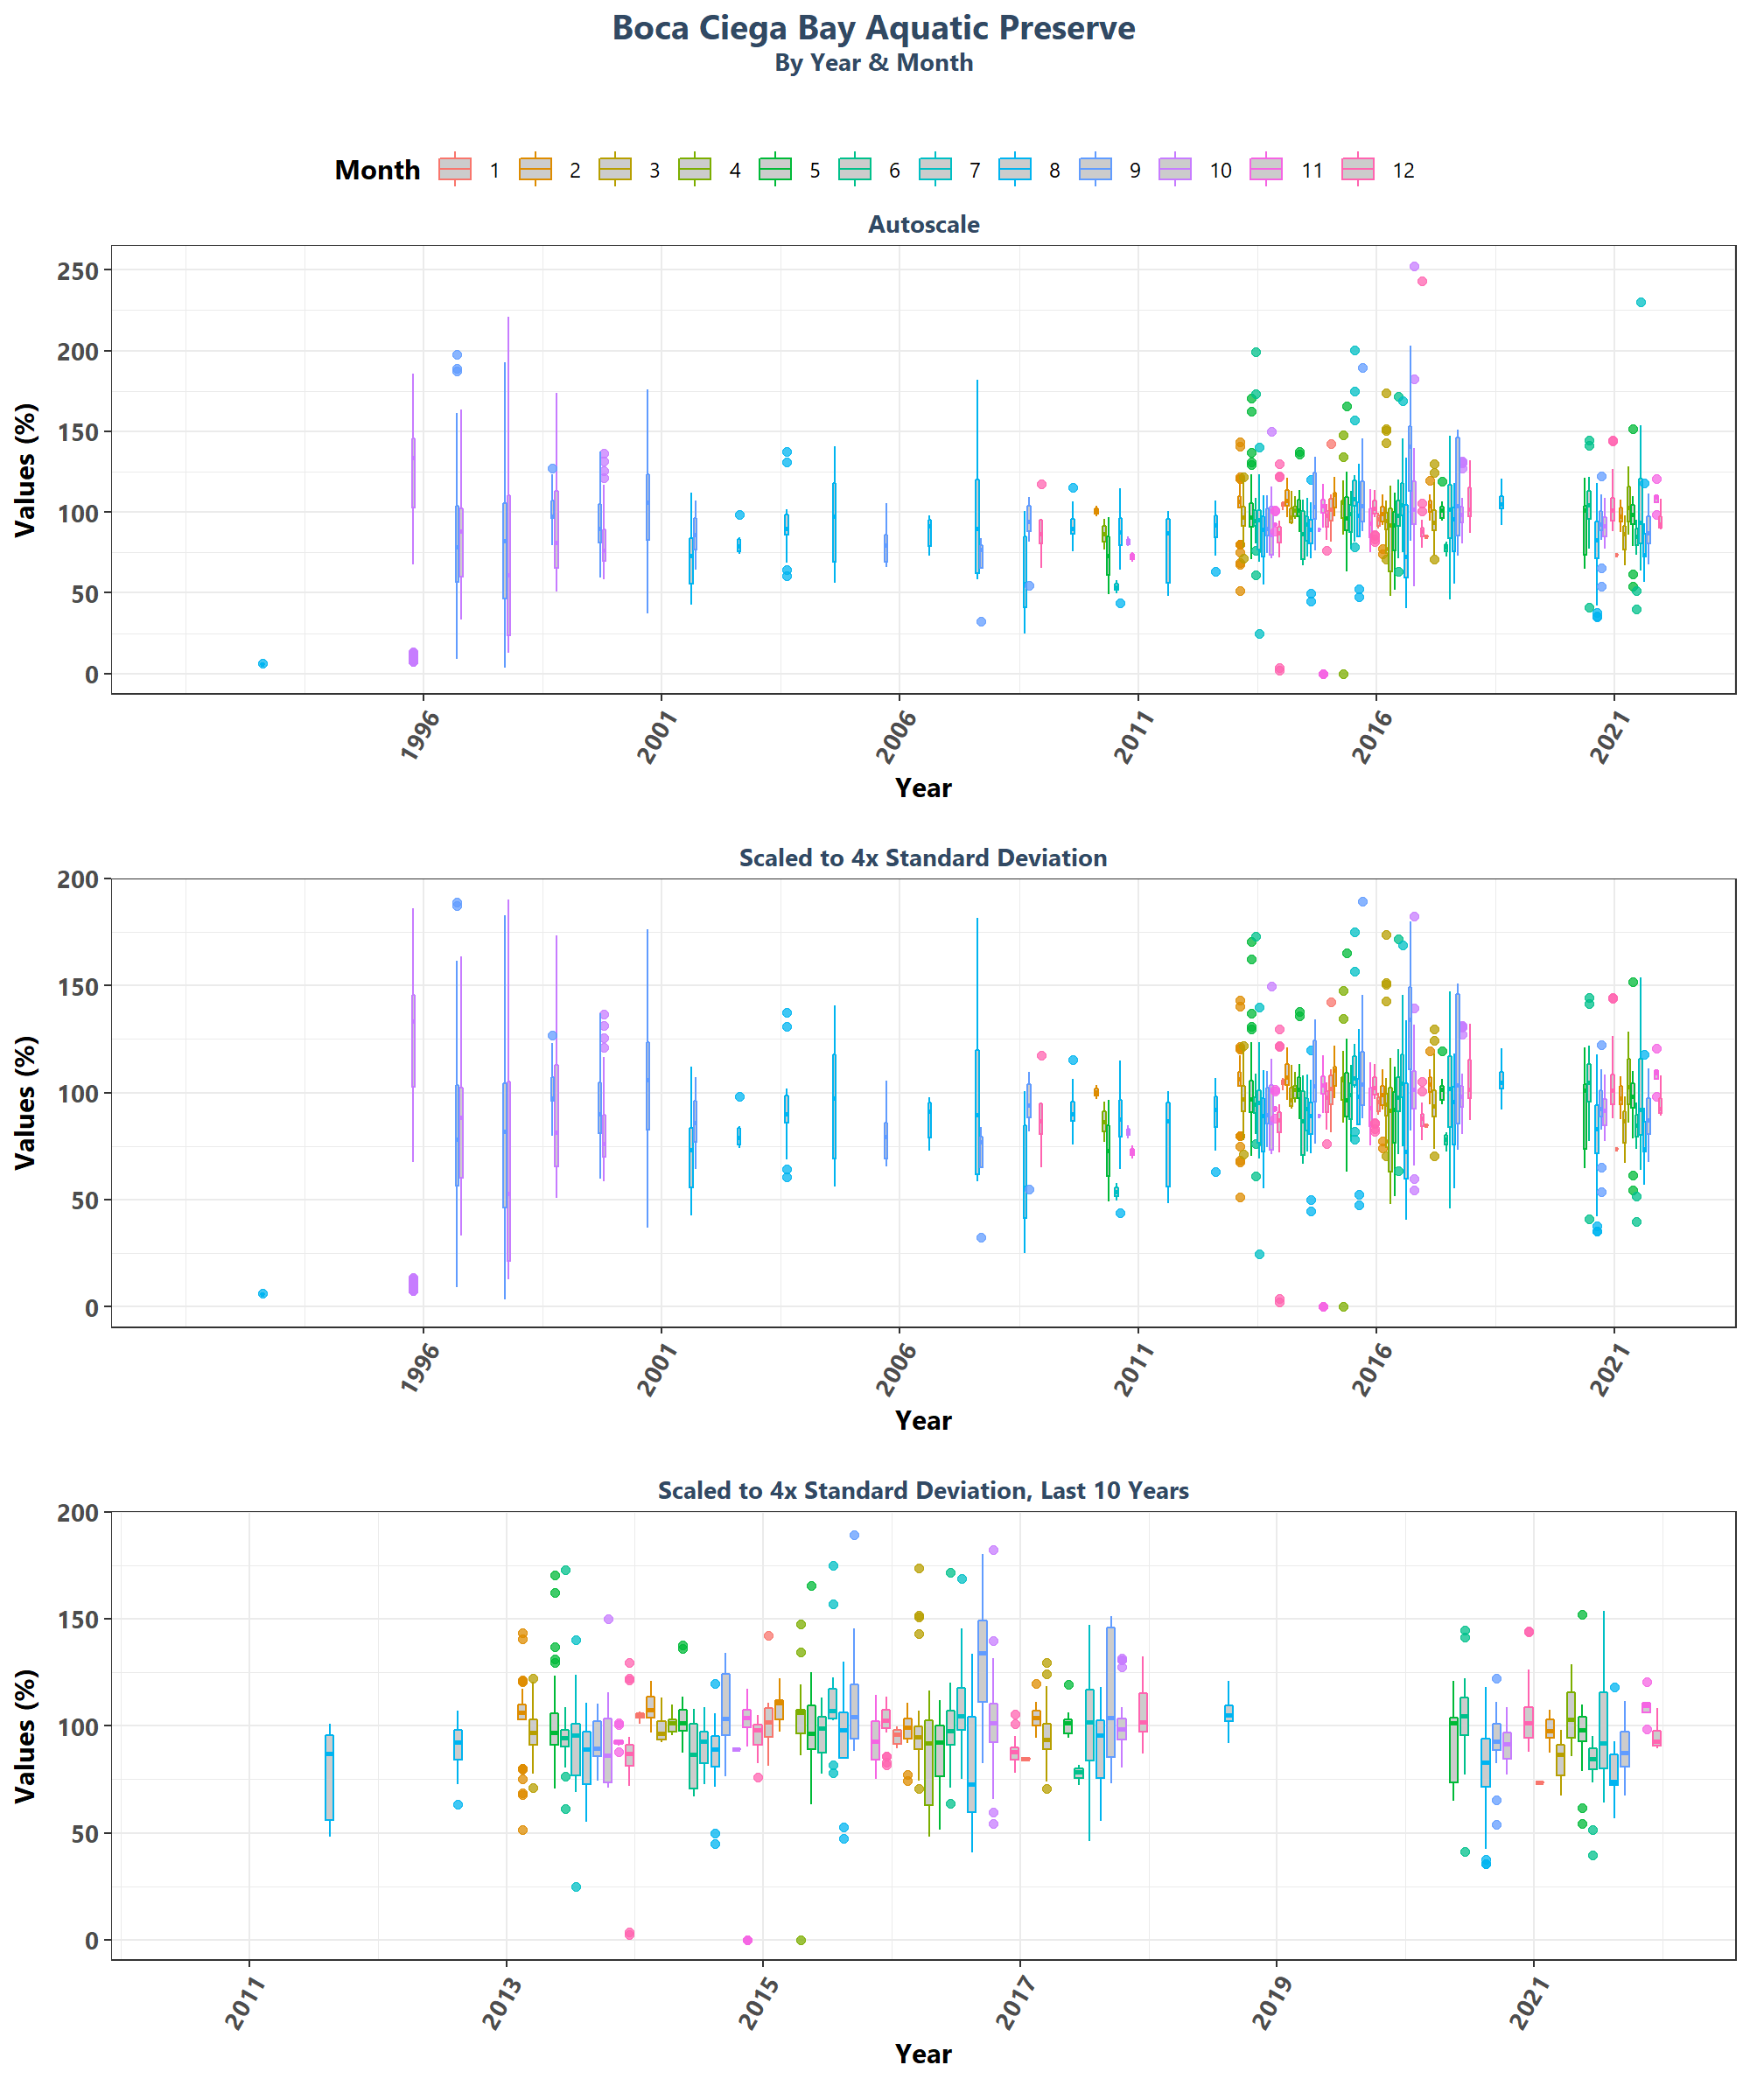 Boca Ciega Bay Aquatic Preserve
By Year & Month
Month 1 2 3 4 5 6 7 8 9 10 11 12
Autoscale
250
200
150
100
50
0
Values (%)
1996 2001 2006 2011 2016 2021
Year
Scaled to 4x Standard Deviation
200
150
100
50
0
Values (%)
1996 2001 2006 2011 2016 2021
Year
Scaled to 4x Standard Deviation, Last 10 Years
200
150
100
50
0
Values (%)
2011 2013 2015 2017 2019 2021
Year